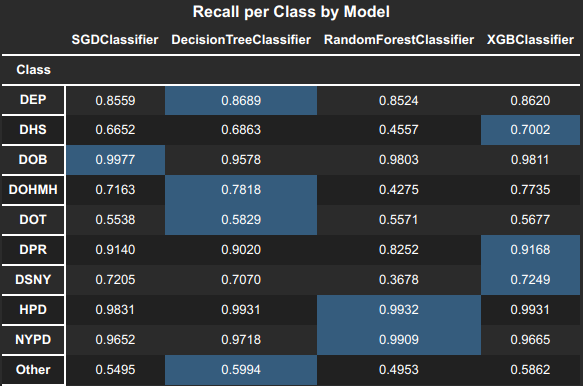 Recall per Class by Model
SGDClassifier DecisionTreeClassifier RandomForestClassifier XGBClassifier
Class
DEP 0.8559 0.8689 0.8524 0.8620
DHS 0.6652 0.6863 0.4557 0.7002
DOB 0.9977 0.9578 0.9803 0.9811
DOHMH 0.7163 0.7818 0.4275 0.7735
DOT 0.5538 0.5829 0.5571 0.5677
DPR 0.9140 0.9020 0.8252 0.9168
DSNY 0.7205 0.7070 0.3678 0.7249
HPD 0.9831 0.9931 0.9932 0.9931
NYPD 0.9652 0.9718 0.9909 0.9665
Other 0.5495 0.5994 0.4953 0.5862